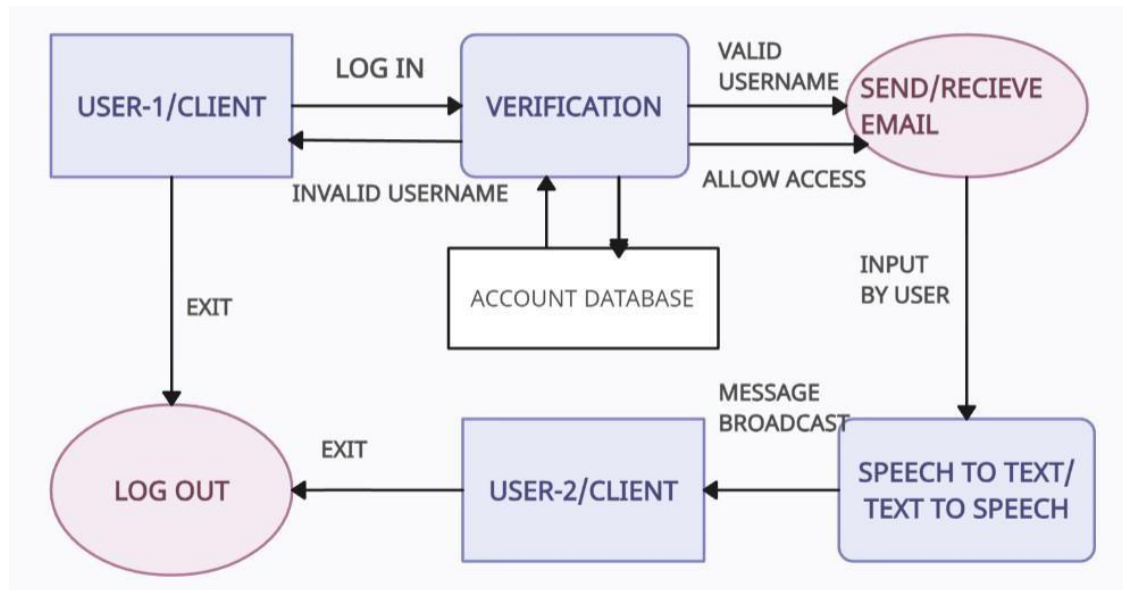 USER-1/CLIENT
LOG IN
VERIFICATION
VALID
USERNAME
SEND/RECIEVE
EMAIL
INVALID USERNAME
ALLOW ACCESS
ACCOUNT DATABASE
INPUT
BY USER
EXIT
MESSAGE
BROADCAST
LOG OUT
EXIT
USER-2/CLIENT
SPEECH TO TEXT/
TEXT TO SPEECH